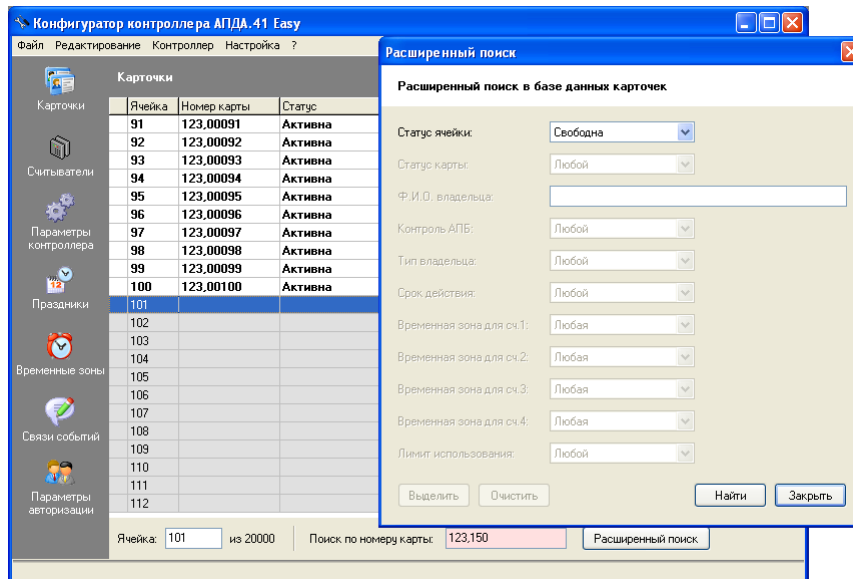 Конфигуратор контроллера АПДА.41 Easy
Файл Редактирование Контроллер Настройка ?
Карточки
Считыватели
Параметры
контроллера
12
Праздники
Временные зоны
Связи событий
Параметры
авторизации
Карточки
Ячейка Номер карты Статус
91 123,00091 Активна
92 123,00092 Активна
93 123,00093 Активна
94 123,00094 Активна
95 123,00095 Активна
96 123,00096 Активна
97 123,00097 Активна
98 123,00098 Активна
99 123,00099 Активна
100 123,00100 Активна
101
102
103
104
105
106
107
108
109
110
111
112
Ячейка: 101 из 20000 Поиск по номеру карты: 123,150 Расширенный поиск
Расширенный поиск
Расширенный поиск в базе данных карточек
Статус ячейки: Свободна
Статус карты: Любой
Ф.И.О. владельца:
Контроль АПБ: Любой
Тип владельца: Любой
Срок действия: Любой
Временная зона для сч.1: Любая
Временная зона для сч.2: Любая
Временная зона для сч.3: Любая
Временная зона для сч.4: Любая
Лимит использования: Любой
Выделить Очистить Найти Закрыть